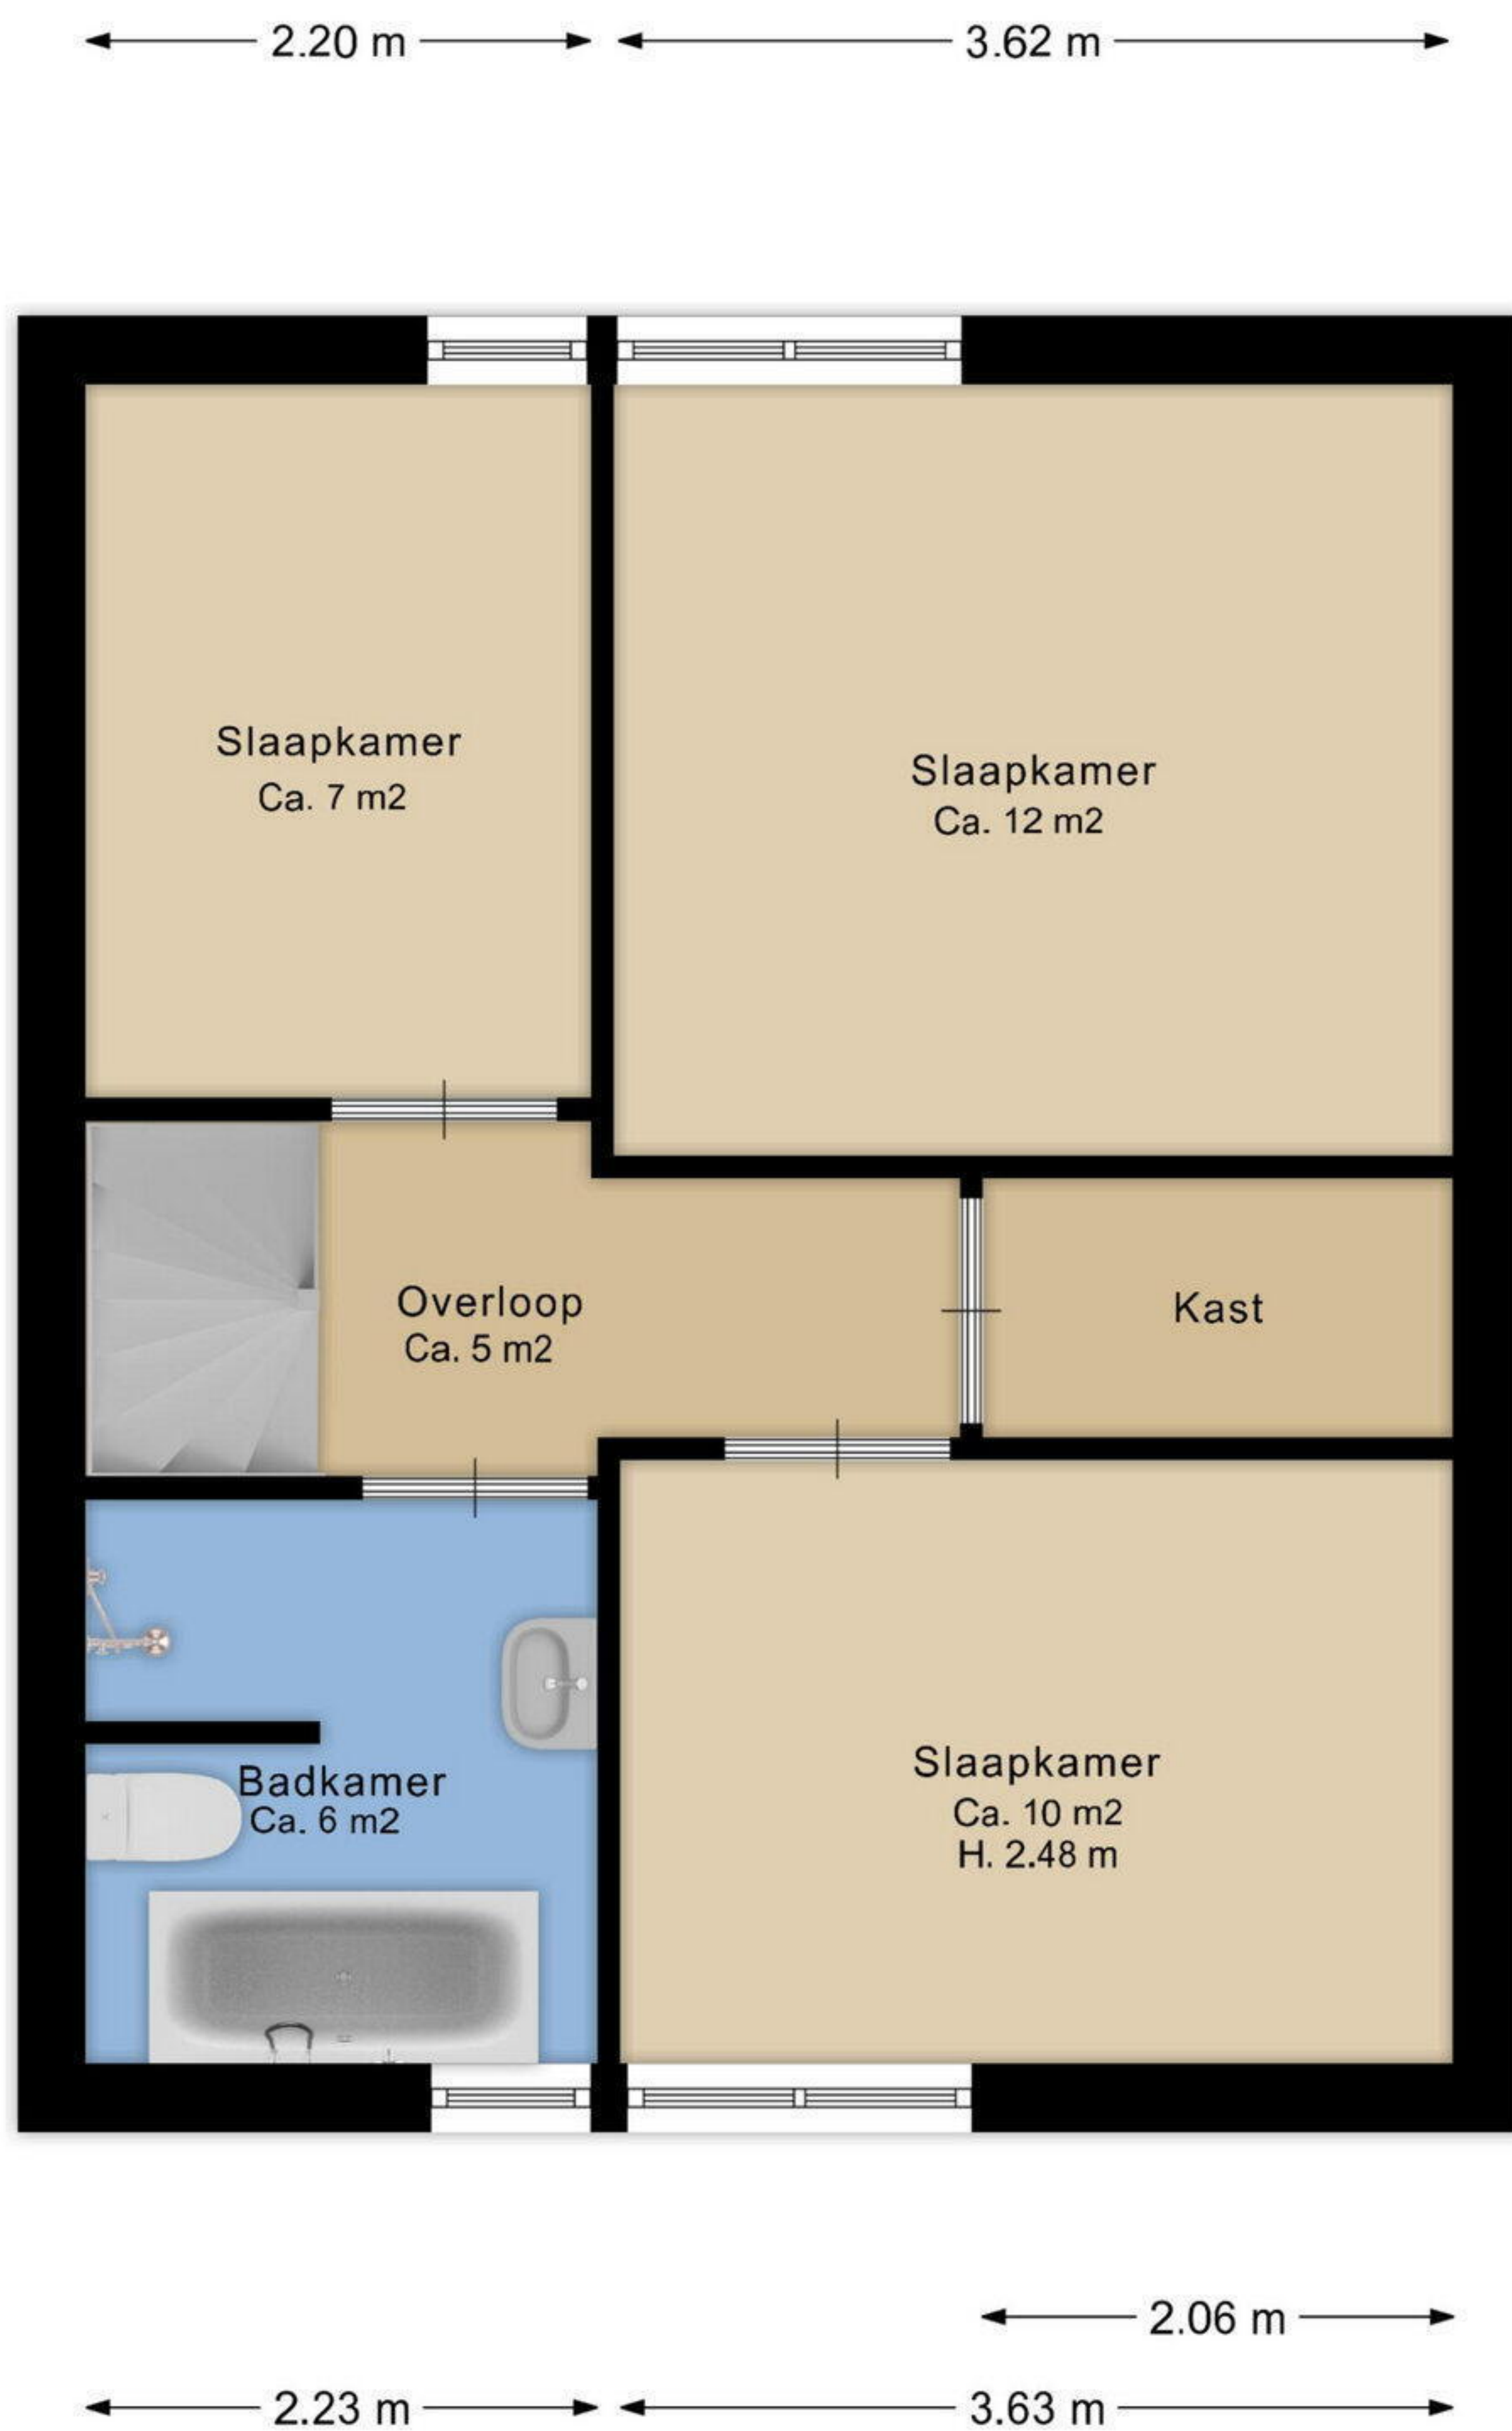 2.20 m
3.62 m
Slaapkamer
Ca. 7 m2
Slaapkamer
Ca. 12 m2
Overloop
Ca. 5 m2
Kast
Badkamer
Ca. 6 m2
Slaapkamer
Ca. 10 m2
H. 2.48 m
2.06 m
2.23 m
3.63 m